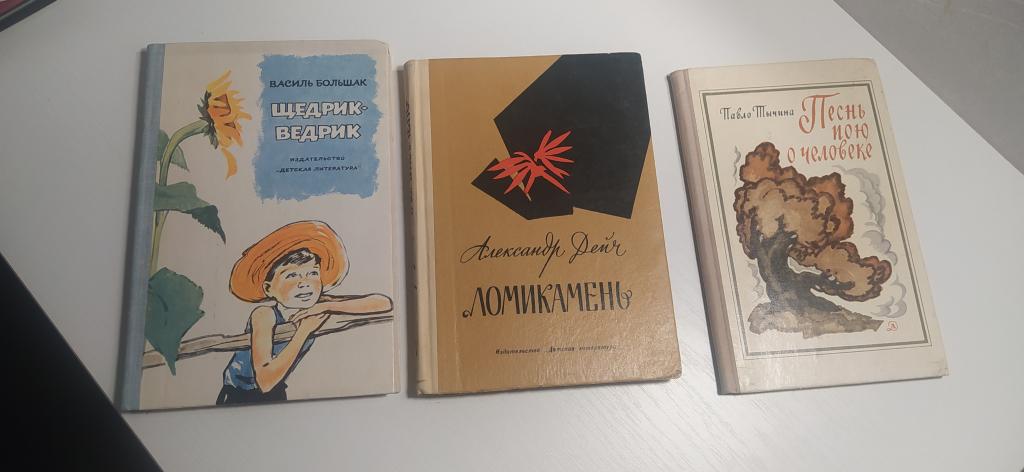 ВАСИЛЬ БОЛЬШАК
ЩЕДРИК-
ВЕДРИК
ИЗДАТЕЛЬСТВО
„ДЕТСКАЯ ЛИТЕРАТУРА"
Александр Дейч
ЛОМИКАМЕНЬ
Издательство „Детская литература"
Павло Тычина
Песнь
пою
о человеке